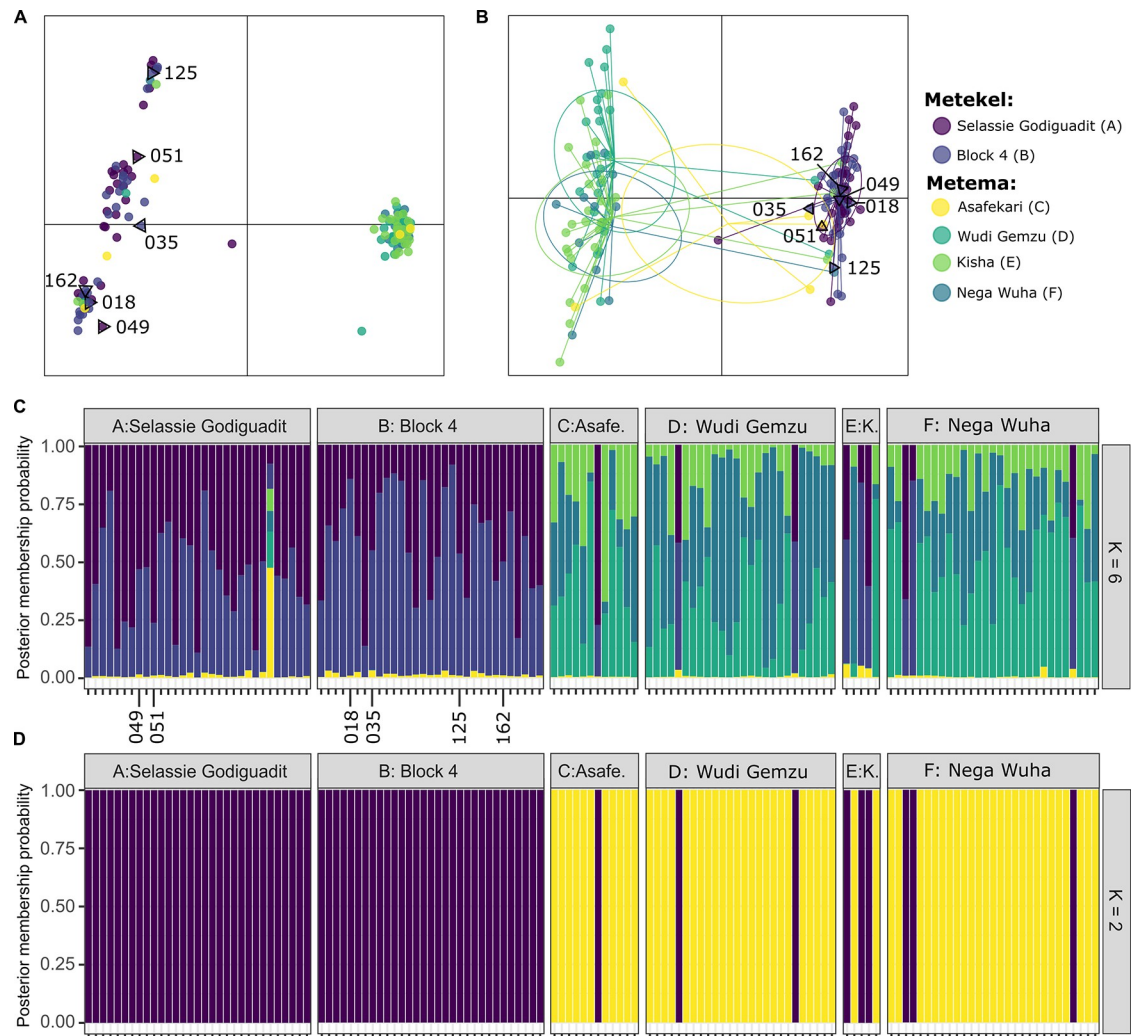 A
125
051
035
162
018
049
B
162
049
018
035
051
125
Metekel:
Selassie Godiguadit (A)
Block 4 (B)
Metema:
Asafekari (C)
Wudi Gemzu (D)
Kisha (E)
Nega Wuha (F)
C
A:Selassie Godiguadit
B: Block 4
C:Asafe.
D: Wudi Gemzu
E:K.
F: Nega Wuha
Posterior membership probability
1.00
0.75
0.50
0.25
0.00
K = 6
049
051
018
035
125
162
D
A:Selassie Godiguadit
B: Block 4
C:Asafe.
D: Wudi Gemzu
E:K.
F: Nega Wuha
Posterior membership probability
1.00
0.75
0.50
0.25
0.00
K = 2